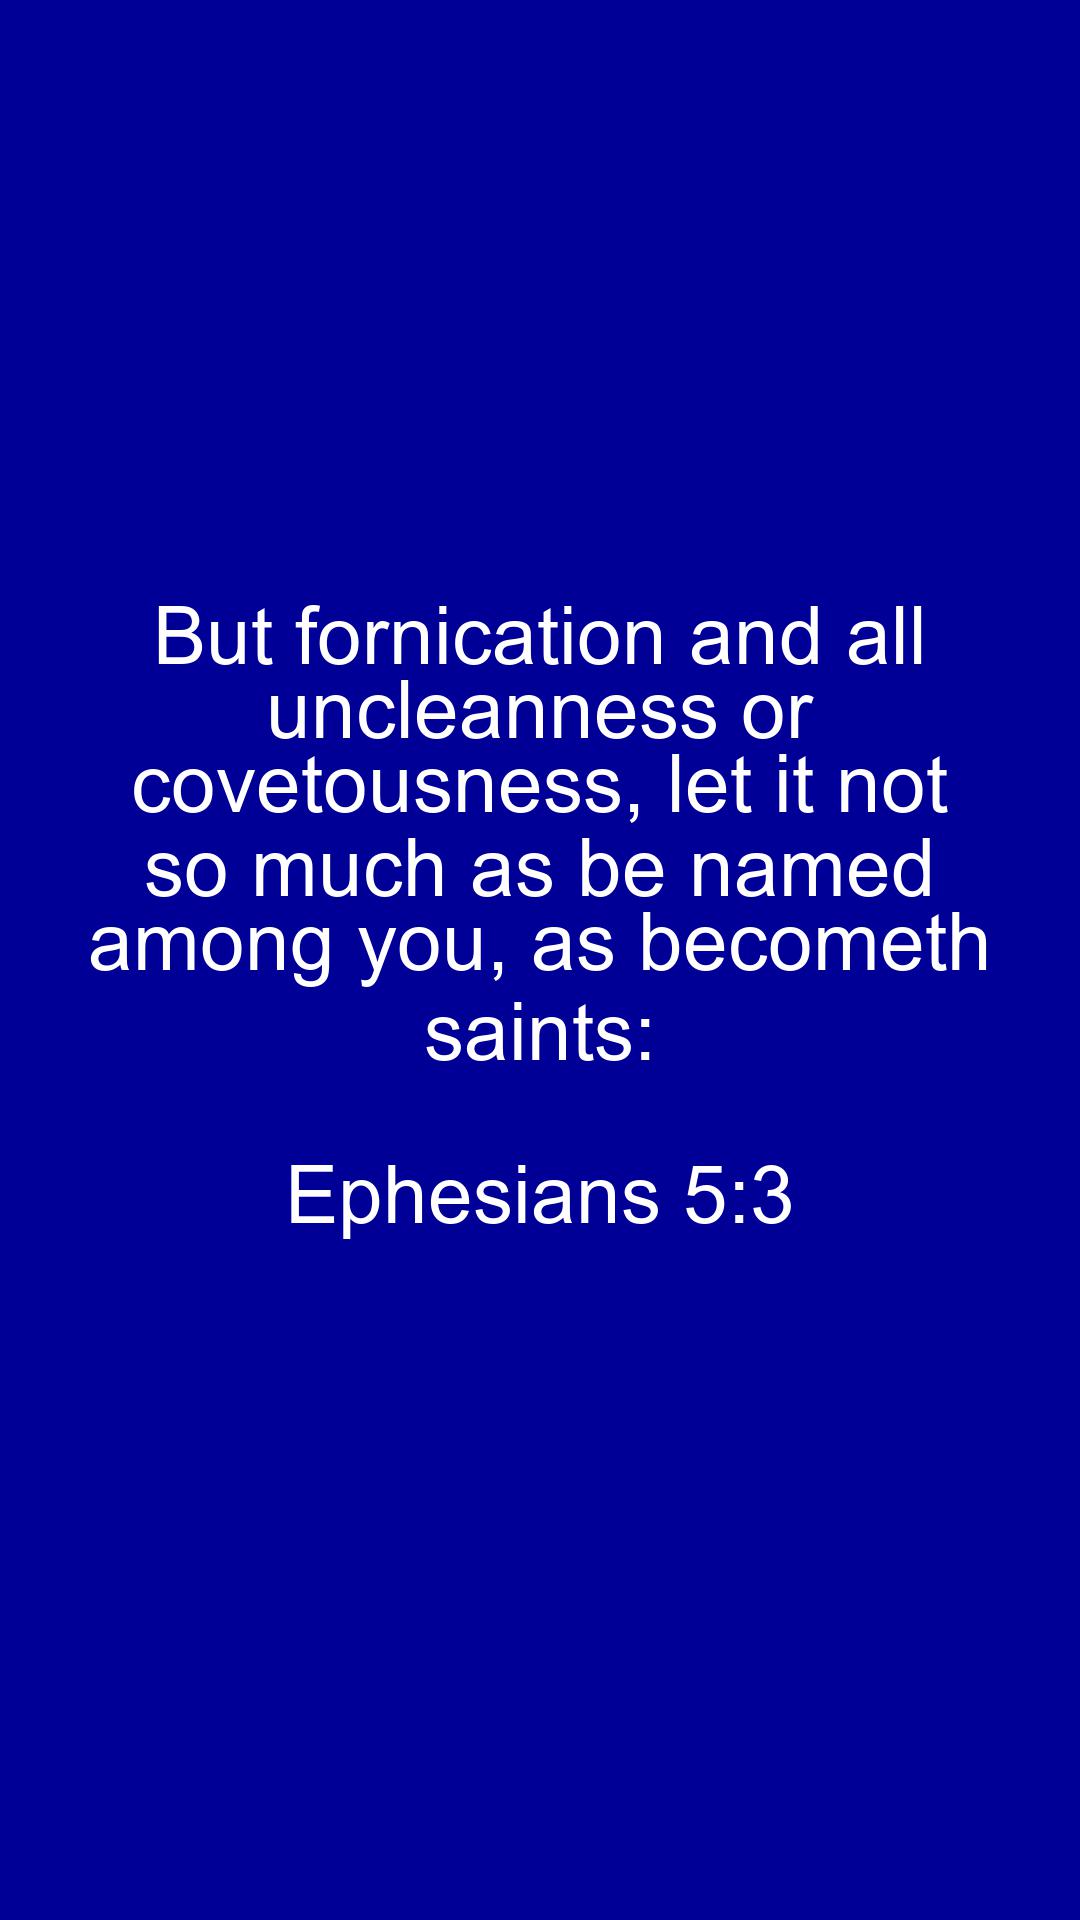 But fornication and all
uncleanness or
covetousness, let it not
so much as be named
among you, as becometh
saints:
Ephesians 5:3